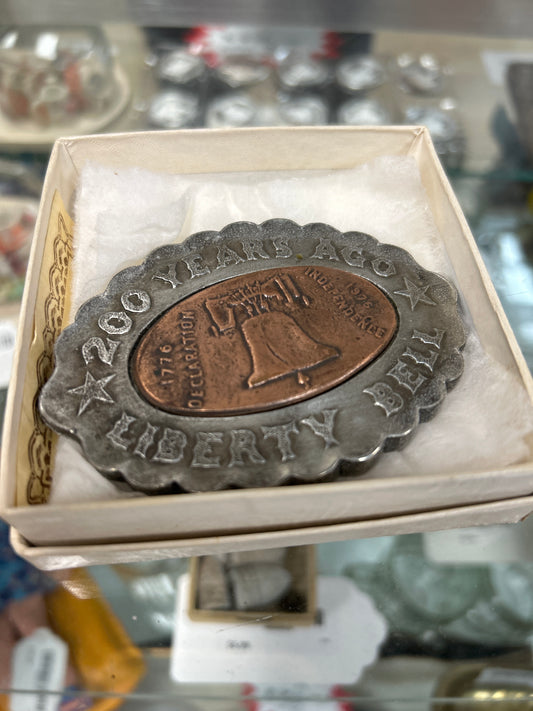 200 YEARS AGO
LIBERTY BELL
1776
DECLARATION
1976
INDEPENDENCE